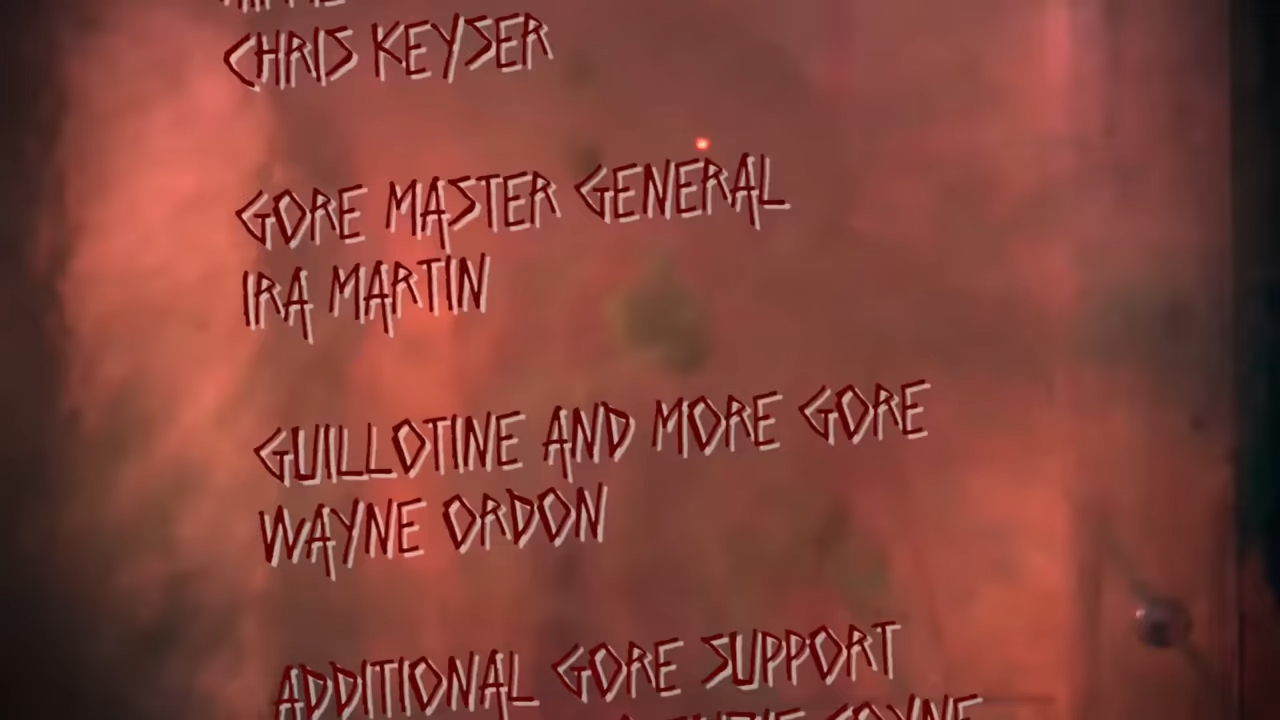 CHRIS KEYSER
GORE MASTER GENERAL
IRA MARTIN
GUILLOTINE AND MORE GORE
WAYNE ORDON
ADDITIONAL GORE SUPPORT